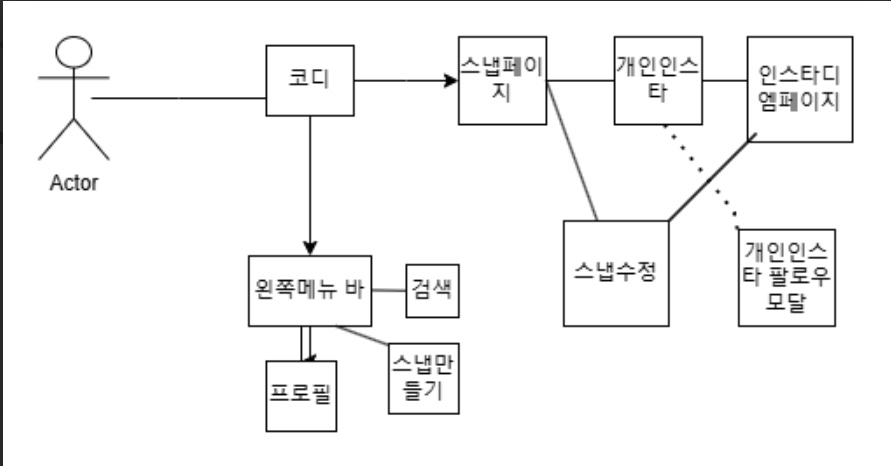 Actor
코디
스냅페이
지
개인인스
타
인스타디
엠페이지
스냅수정
개인인스
타 팔로우
모달
왼쪽메뉴 바
검색
스냅만
들기
프로필